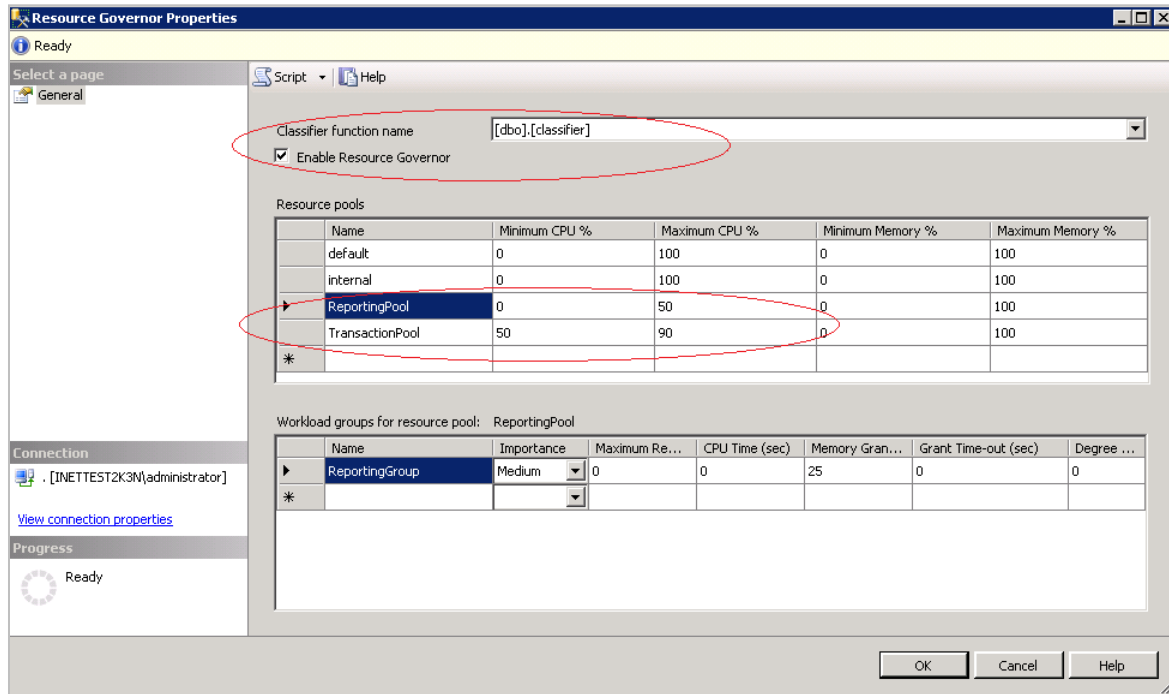 Resource Governor Properties
Ready
Select a page
General
Script Help
Classifier function name [dbo].[classifier]
Enable Resource Governor
Resource pools
Name Minimum CPU % Maximum CPU % Minimum Memory % Maximum Memory %
default 0 100 0 100
internal 0 100 0 100
ReportingPool 0 50 0 100
TransactionPool 50 90 0 100
Workload groups for resource pool: ReportingPool
Name Importance Maximum Re... CPU Time (sec) Memory Gran... Grant Time-out (sec) Degree ...
ReportingGroup Medium 0 0 25 0 0
Connection
. [INETTEST2K3N\administrator]
View connection properties
Progress
Ready
OK Cancel Help